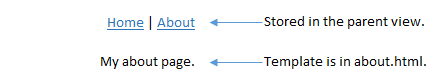 Home | About Stored in the parent view.
My about page. Template is in about.html.